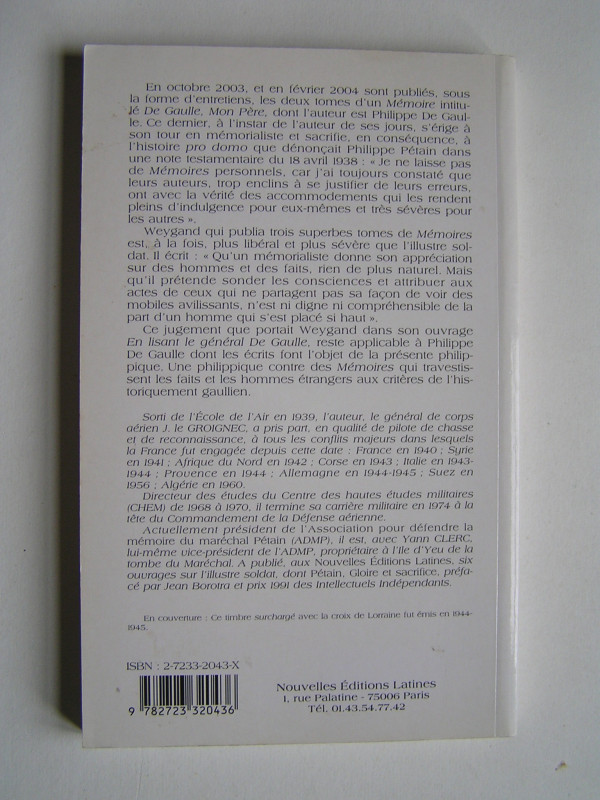 En octobre 2003, et en février 2004 sont publiés, sous
la forme d'entretiens, les deux tomes d'un Mémoire intitu-
lé De Gaulle, Mon Père, dont l'auteur est Philippe De Gaul-
le. Ce dernier, à l'instar de l'auteur de ses jours, s'érige à
son tour en mémorialiste et sacrifie, en conséquence, à
l'histoire pro domo que dénonçait Philippe Pétain dans
une note testamentaire du 18 avril 1938 : « Je ne laisse pas
de Mémoires personnels, car j'ai toujours constaté que
leurs auteurs, trop enclins à se justifier de leurs erreurs,
ont avec la vérité des accommodements qui les rendent
pleins d'indulgence pour eux-mêmes et très sévères pour
les autres ».
Weygand qui publia trois superbes tomes de Mémoires
est, à la fois, plus libéral et plus sévère que l'illustre sol-
dat. Il écrit : « Qu'un mémorialiste donne son appréciation
sur des hommes et des faits, rien de plus naturel. Mais
qu'il prétende sonder les consciences et attribuer aux
actes de ceux qui ne partagent pas sa façon de voir des
mobiles avilissants, n'est ni digne ni compréhensible de la
part d'un homme qui s'est placé si haut ».
Ce jugement que portait Weygand dans son ouvrage
En lisant le général De Gaulle, reste applicable à Philippe
De Gaulle dont les écrits font l'objet de la présente philip-
pique. Une philippique contre des Mémoires qui travestis-
sent les faits et les hommes étrangers aux critères de l'his-
toriquement gaullien.
Sorti de l'École de l'Air en 1939, l'auteur, le général de corps
aérien J. le GROIGNEC, a pris part, en qualité de pilote de chasse
et de reconnaissance, à tous les conflits majeurs dans lesquels
la France fut engagée depuis cette date : France en 1940 ; Syrie
en 1941 ; Afrique du Nord en 1942 ; Corse en 1943 ; Italie en 1943-
1944 ; Provence en 1944 ; Allemagne en 1944-1945 ; Suez en
1956 ; Algérie en 1960.
Directeur des études du Centre des hautes études militaires
(CHEM) de 1968 à 1970, il termine sa carrière militaire en 1974 à la
tête du Commandement de la Défense aérienne.
Actuellement président de l'Association pour défendre la
mémoire du maréchal Pétain (ADMP), il est, avec Yann CLERC,
lui-même vice-président de l'ADMP, propriétaire à l'Ile d'Yeu de la
tombe du Maréchal. A publié, aux Nouvelles Éditions Latines, six
ouvrages sur l'illustre soldat, dont Pétain, Gloire et sacrifice, préfa-
cé par Jean Borotra et prix 1991 des Intellectuels Indépendants.
En couverture : Ce timbre surchargé avec la croix de Lorraine fut émis en 1944-
1945.
ISBN : 2-7233-2043-X
9 782723 320436
Nouvelles Éditions Latines
1, rue Palatine - 75006 Paris
Tél. 01.43.54.77.42